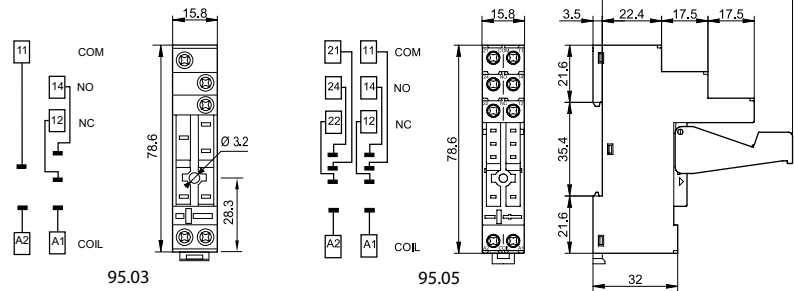 15.8
11 COM
14 NO
12 NC
78.6
Ø 3.2
28.3
A2 A1 COIL
95.03
15.8
21 11 COM
24 14 NO
22 12 NC
78.6
A2 A1 COIL
95.05
3.5 22.4 17.5 17.5
21.6
35.4
21.6
32